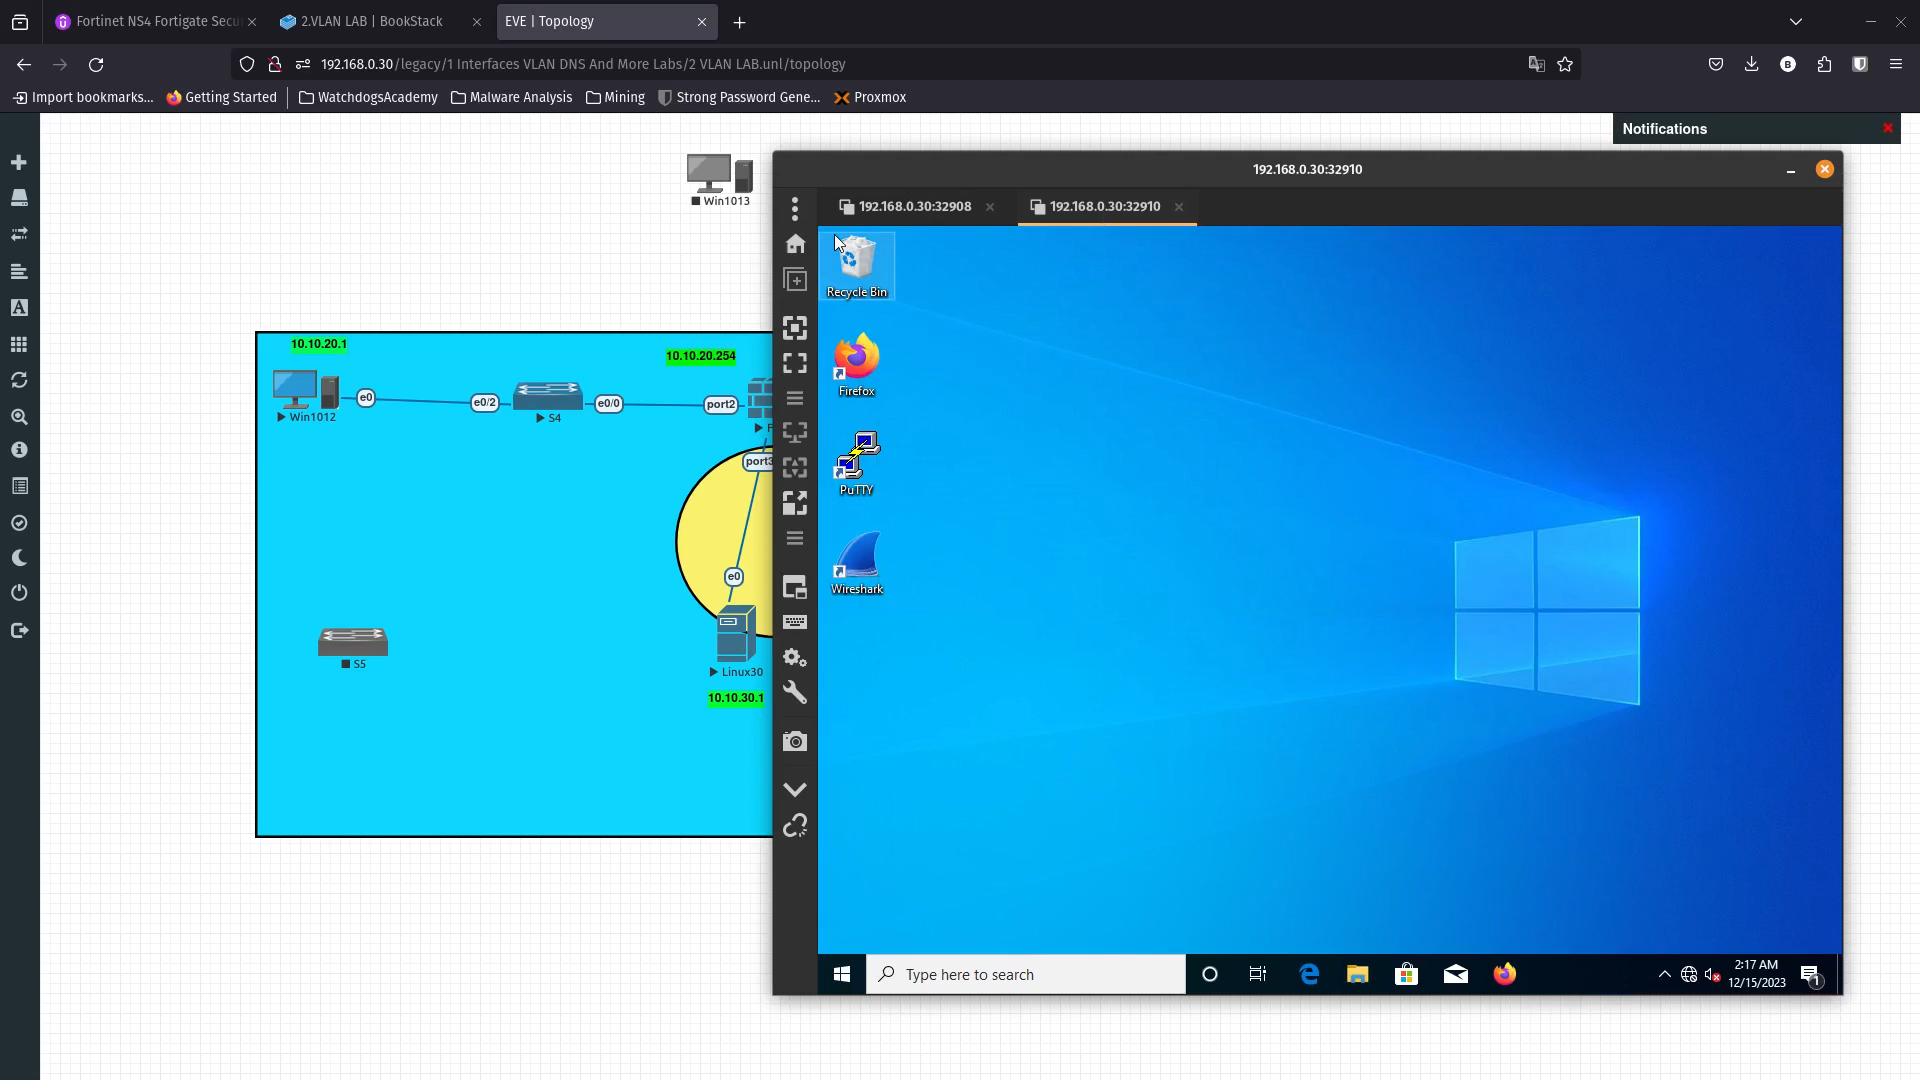 Fortinet NS4 Fortigate Secu
2.VLAN LAB | BookStack
EVE | Topology
192.168.0.30/legacy/1 Interfaces VLAN DNS And More Labs/2 VLAN LAB.unl/topology
B
Import bookmarks...
Getting Started
WatchdogsAcademy
Malware Analysis
Mining
Strong Password Gene...
Proxmox
Notifications
Win1013
192.168.0.30:32910
192.168.0.30:32908
192.168.0.30:32910
Recycle Bin
Firefox
PuTTY
Wireshark
10.10.20.1
10.10.20.254
e0
e0/2
e0/0
port2
Win1012
S4
F
port3
e0
S5
Linux30
10.10.30.1
Type here to search
2:17 AM
12/15/2023
1